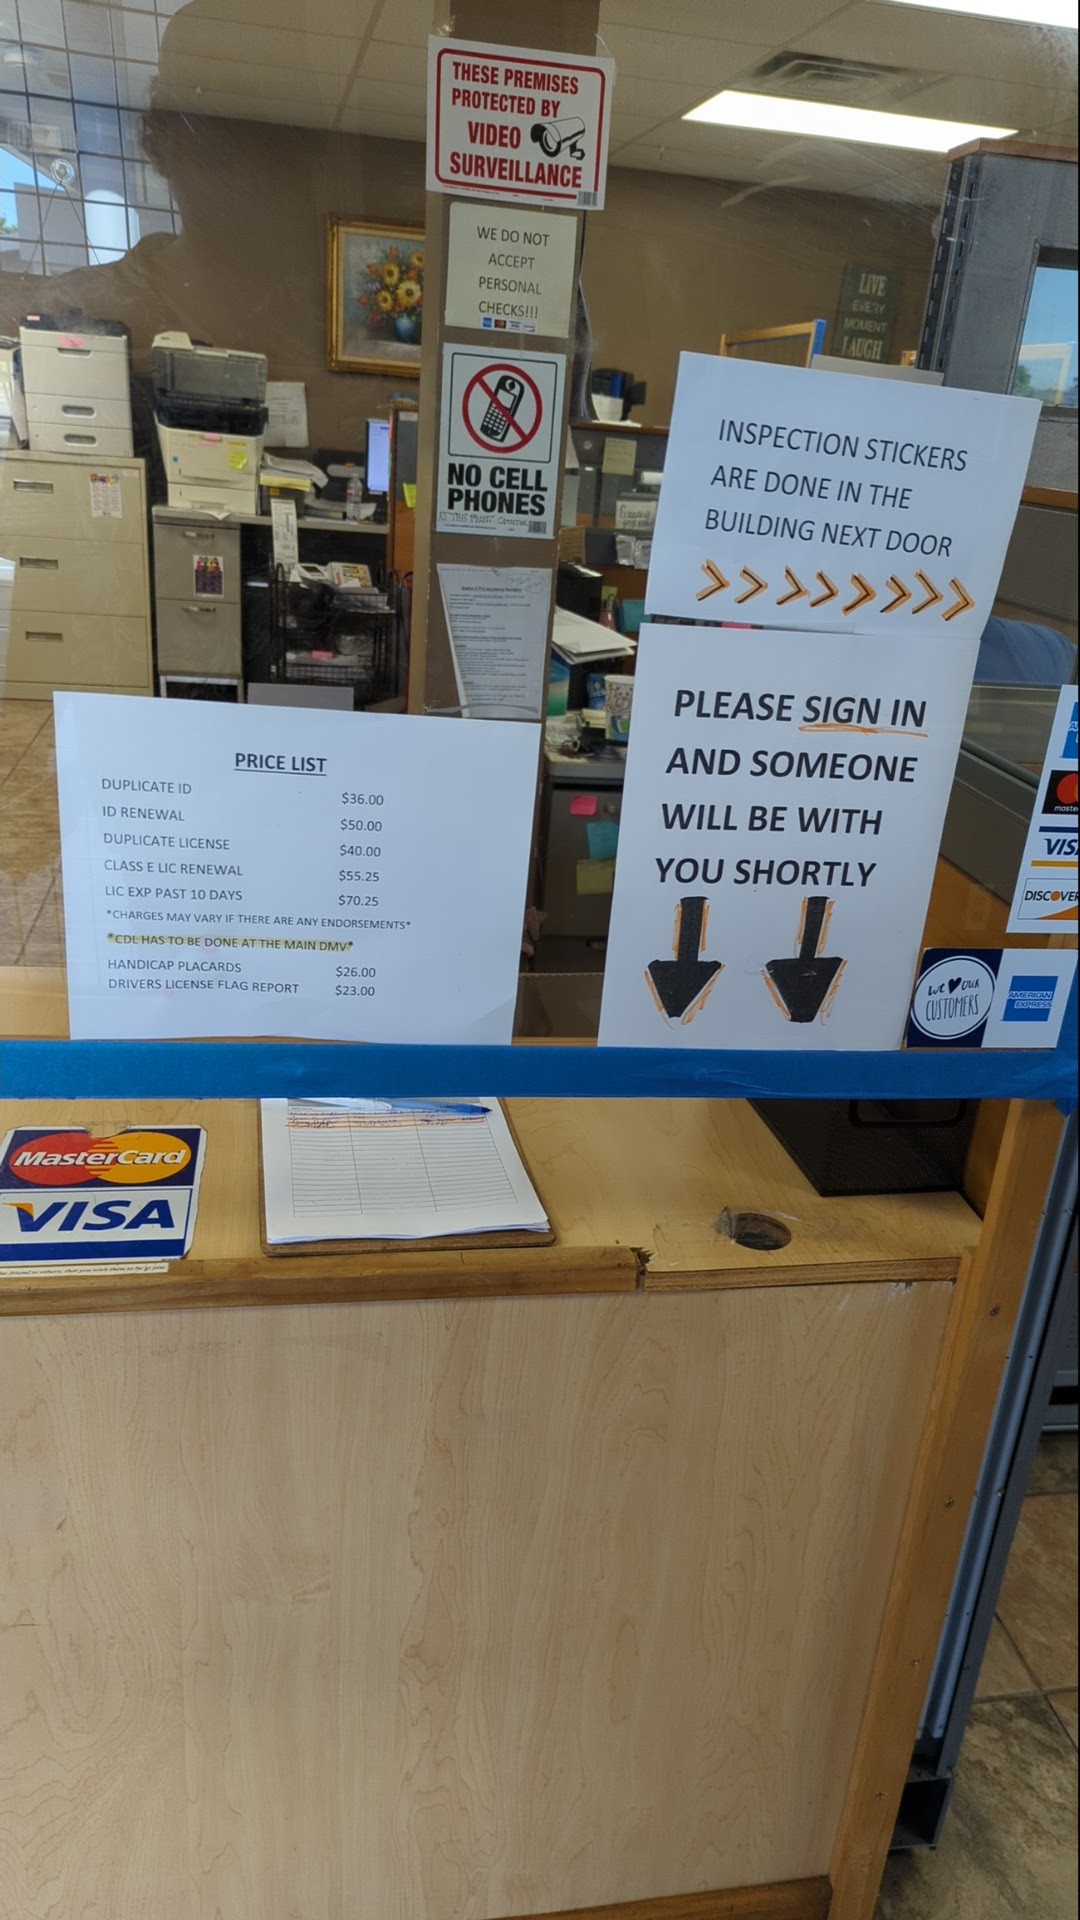 THESE PREMISES
PROTECTED BY
VIDEO
SURVEILLANCE
WE DO NOT
ACCEPT
PERSONAL
CHECKS!!!
NO CELL
PHONES
LIVE
EVERY
MOMENT
LAUGH
INSPECTION STICKERS
ARE DONE IN THE
BUILDING NEXT DOOR
PLEASE SIGN IN
AND SOMEONE
WILL BE WITH
YOU SHORTLY
PRICE LIST
DUPLICATE ID $36.00
ID RENEWAL $50.00
DUPLICATE LICENSE $40.00
CLASS E LIC RENEWAL $55.25
LIC EXP PAST 10 DAYS $70.25
*CHARGES MAY VARY IF THERE ARE ANY ENDORSEMENTS*
*CDL HAS TO BE DONE AT THE MAIN DMV*
HANDICAP PLACARDS $26.00
DRIVERS LICENSE FLAG REPORT $23.00
VISA
DISCOVER
WE OUR
CUSTOMERS
AMERICAN
EXPRESS
MasterCard
VISA